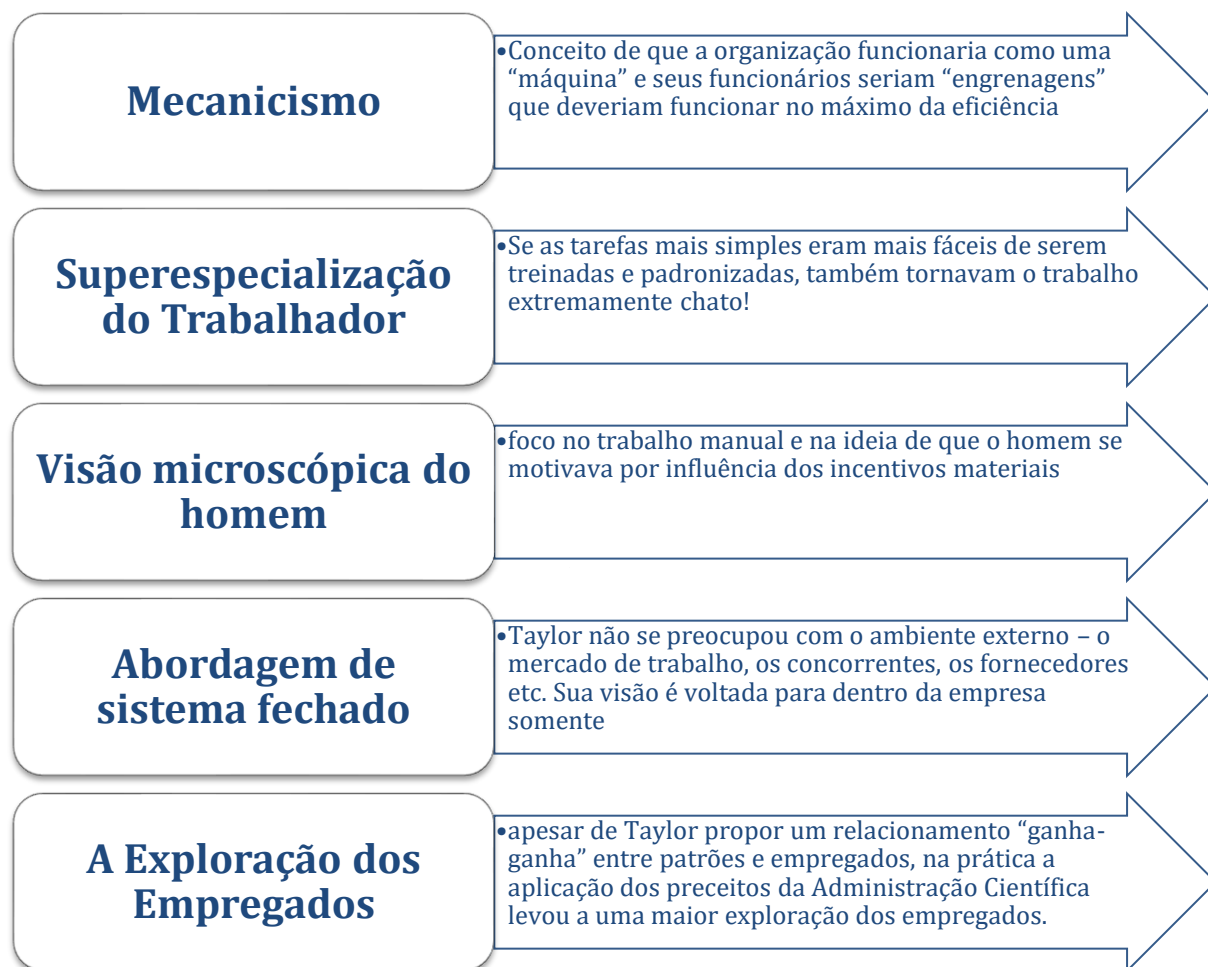 Mecanicismo
•Conceito de que a organização funcionaria como uma
“máquina” e seus funcionários seriam “engrenagens”
que deveriam funcionar no máximo da eficiência
Superespecialização
do Trabalhador
•Se as tarefas mais simples eram mais fáceis de serem
treinadas e padronizadas, também tornavam o trabalho
extremamente chato!
Visão microscópica do
homem
•foco no trabalho manual e na ideia de que o homem se
motivava por influência dos incentivos materiais
Abordagem de
sistema fechado
•Taylor não se preocupou com o ambiente externo – o
mercado de trabalho, os concorrentes, os fornecedores
etc. Sua visão é voltada para dentro da empresa
somente
A Exploração dos
Empregados
•apesar de Taylor propor um relacionamento “ganha-
ganha” entre patrões e empregados, na prática a
aplicação dos preceitos da Administração Científica
levou a uma maior exploração dos empregados.